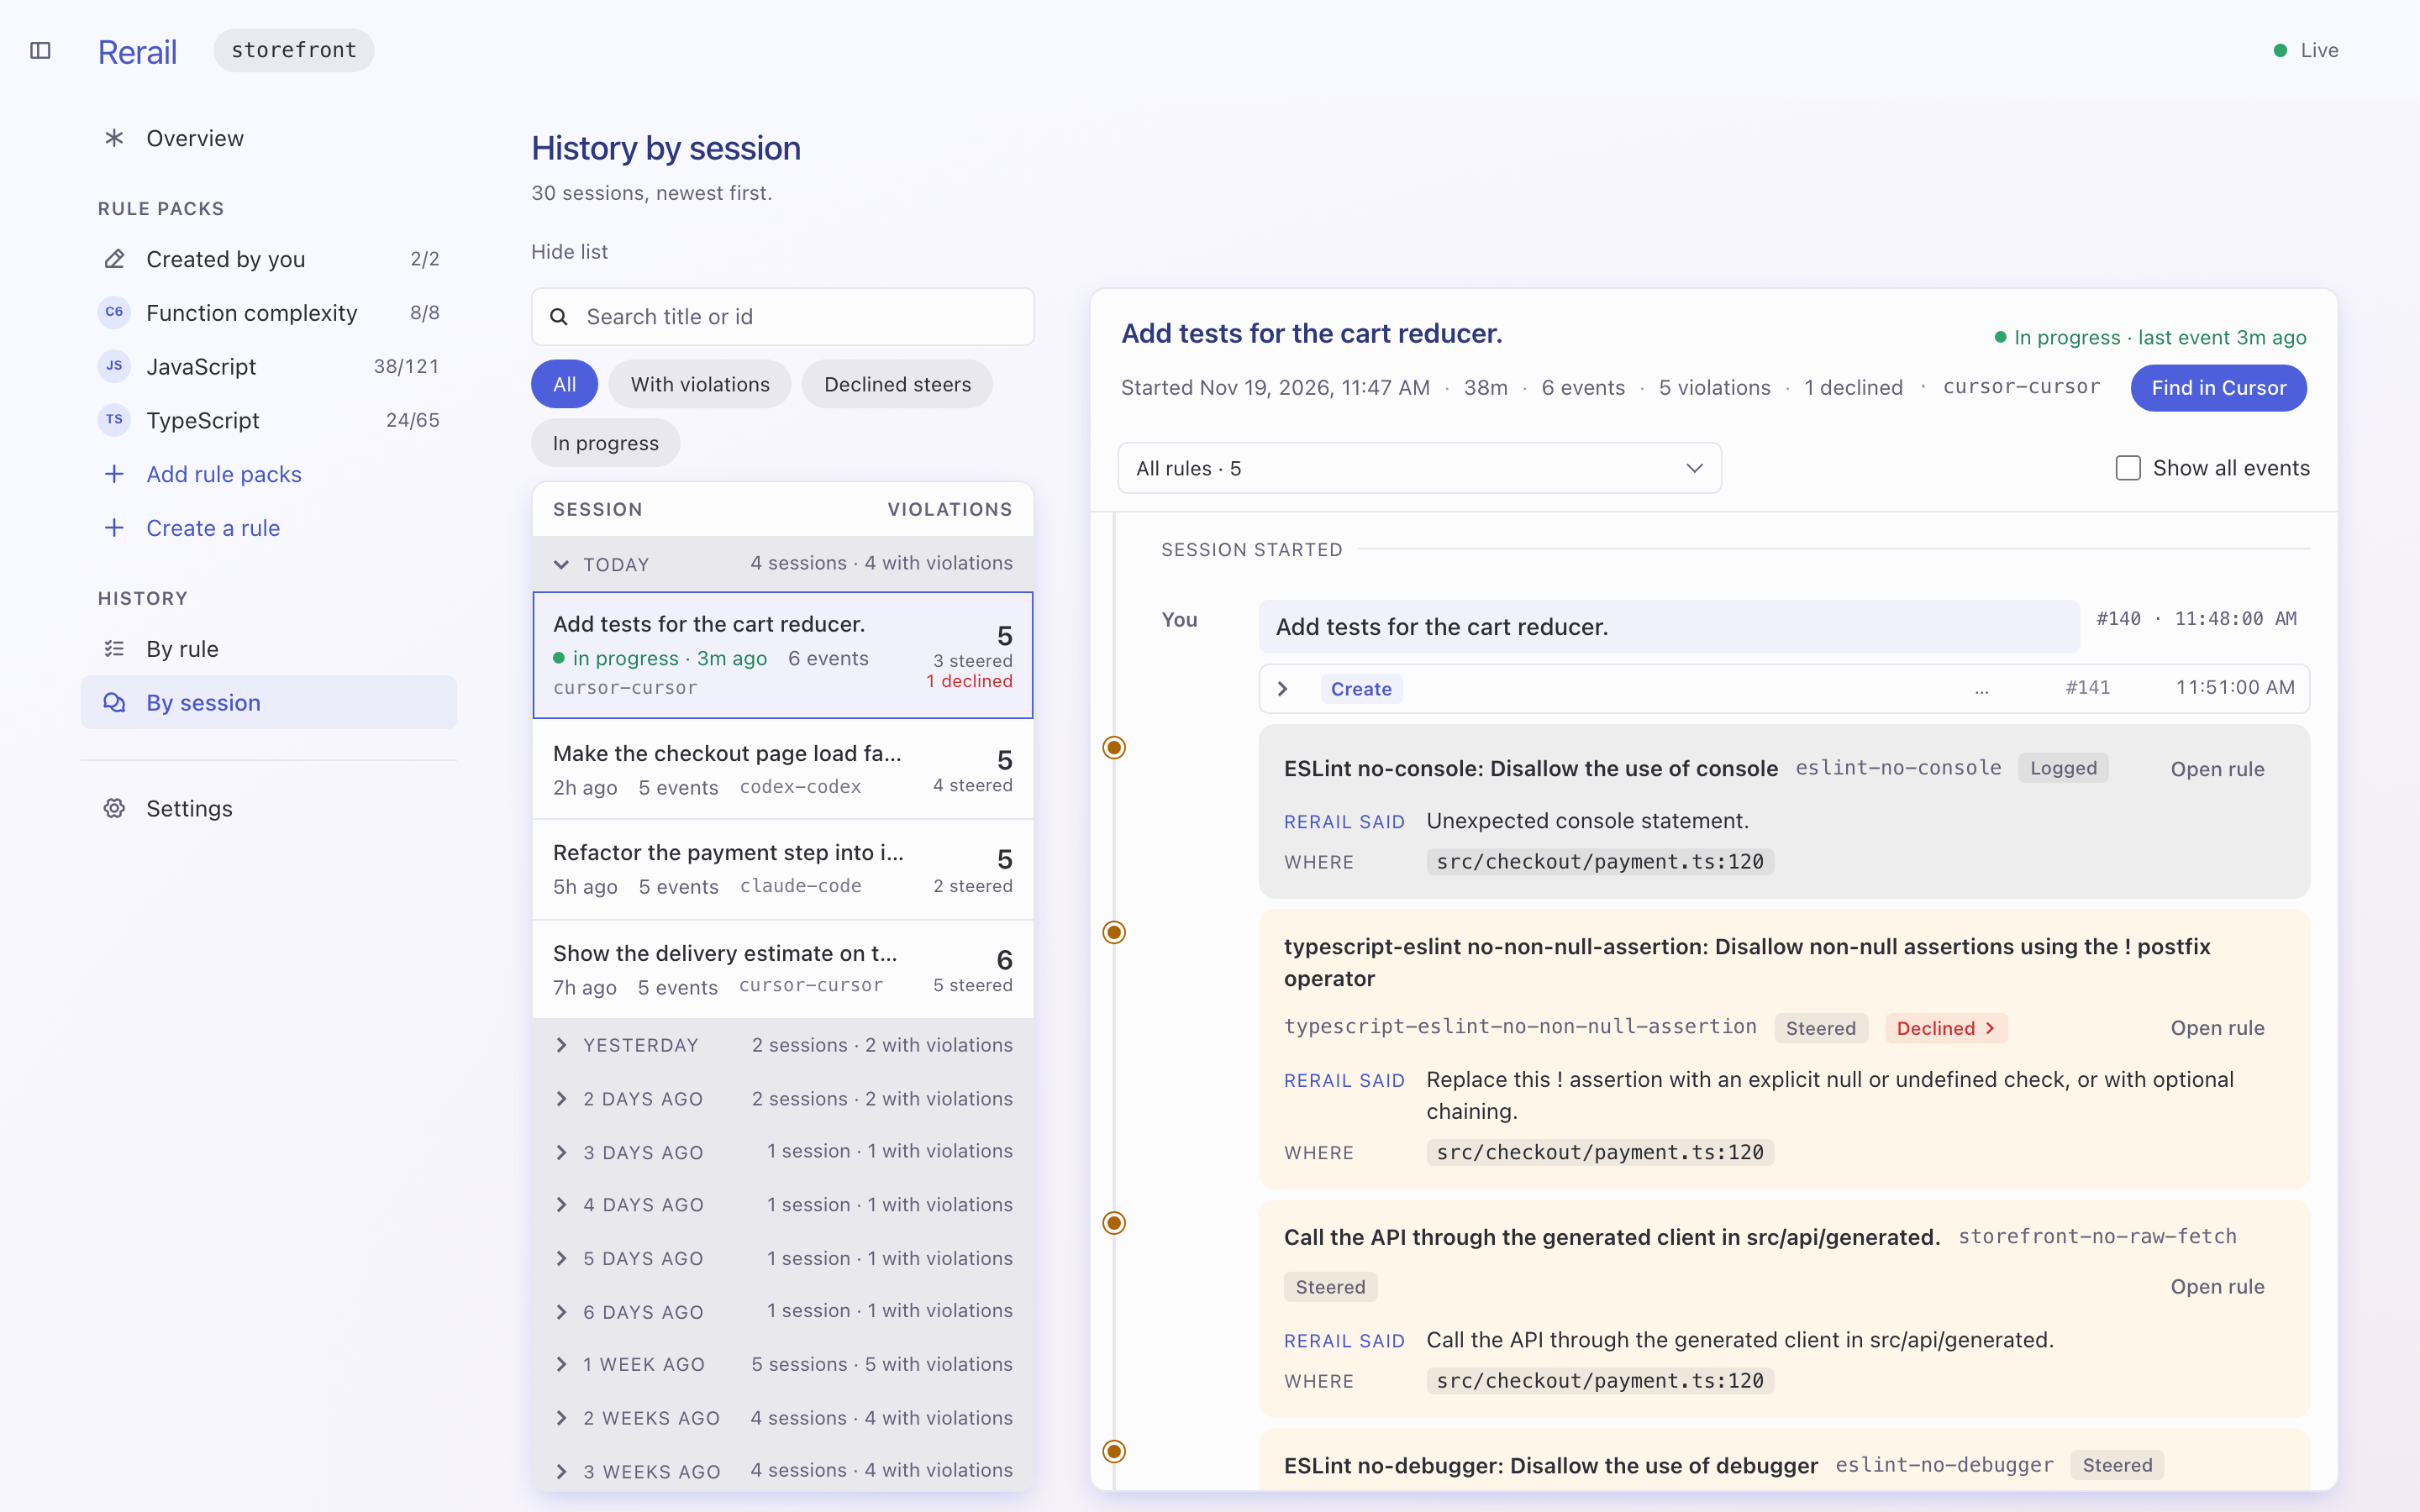 Rerail
storefront
Live
Overview
RULE PACKS
Created by you 2/2
C6 Function complexity 8/8
JS JavaScript 38/121
TS TypeScript 24/65
Add rule packs
Create a rule
HISTORY
By rule
By session
Settings
History by session
30 sessions, newest first.
Hide list
Search title or id
All With violations Declined steers
In progress
SESSION VIOLATIONS
TODAY 4 sessions · 4 with violations
Add tests for the cart reducer. 5
in progress · 3m ago 6 events 3 steered
cursor-cursor 1 declined
Make the checkout page load fa... 5
2h ago 5 events codex-codex 4 steered
Refactor the payment step into i... 5
5h ago 5 events claude-code 2 steered
Show the delivery estimate on t... 6
7h ago 5 events cursor-cursor 5 steered
YESTERDAY 2 sessions · 2 with violations
2 DAYS AGO 2 sessions · 2 with violations
3 DAYS AGO 1 session · 1 with violations
4 DAYS AGO 1 session · 1 with violations
5 DAYS AGO 1 session · 1 with violations
6 DAYS AGO 1 session · 1 with violations
1 WEEK AGO 5 sessions · 5 with violations
2 WEEKS AGO 4 sessions · 4 with violations
3 WEEKS AGO 4 sessions · 4 with violations
Add tests for the cart reducer.
In progress · last event 3m ago
Started Nov 19, 2026, 11:47 AM · 38m · 6 events · 5 violations · 1 declined · cursor-cursor
Find in Cursor
All rules · 5
Show all events
SESSION STARTED
You Add tests for the cart reducer. #140 · 11:48:00 AM
Create ... #141 11:51:00 AM
ESLint no-console: Disallow the use of console eslint-no-console Logged Open rule
RERAIL SAID Unexpected console statement.
WHERE src/checkout/payment.ts:120
typescript-eslint no-non-null-assertion: Disallow non-null assertions using the ! postfix
operator
typescript-eslint-no-non-null-assertion Steered Declined Open rule
RERAIL SAID Replace this ! assertion with an explicit null or undefined check, or with optional
chaining.
WHERE src/checkout/payment.ts:120
Call the API through the generated client in src/api/generated. storefront-no-raw-fetch
Steered Open rule
RERAIL SAID Call the API through the generated client in src/api/generated.
WHERE src/checkout/payment.ts:120
ESLint no-debugger: Disallow the use of debugger eslint-no-debugger Steered